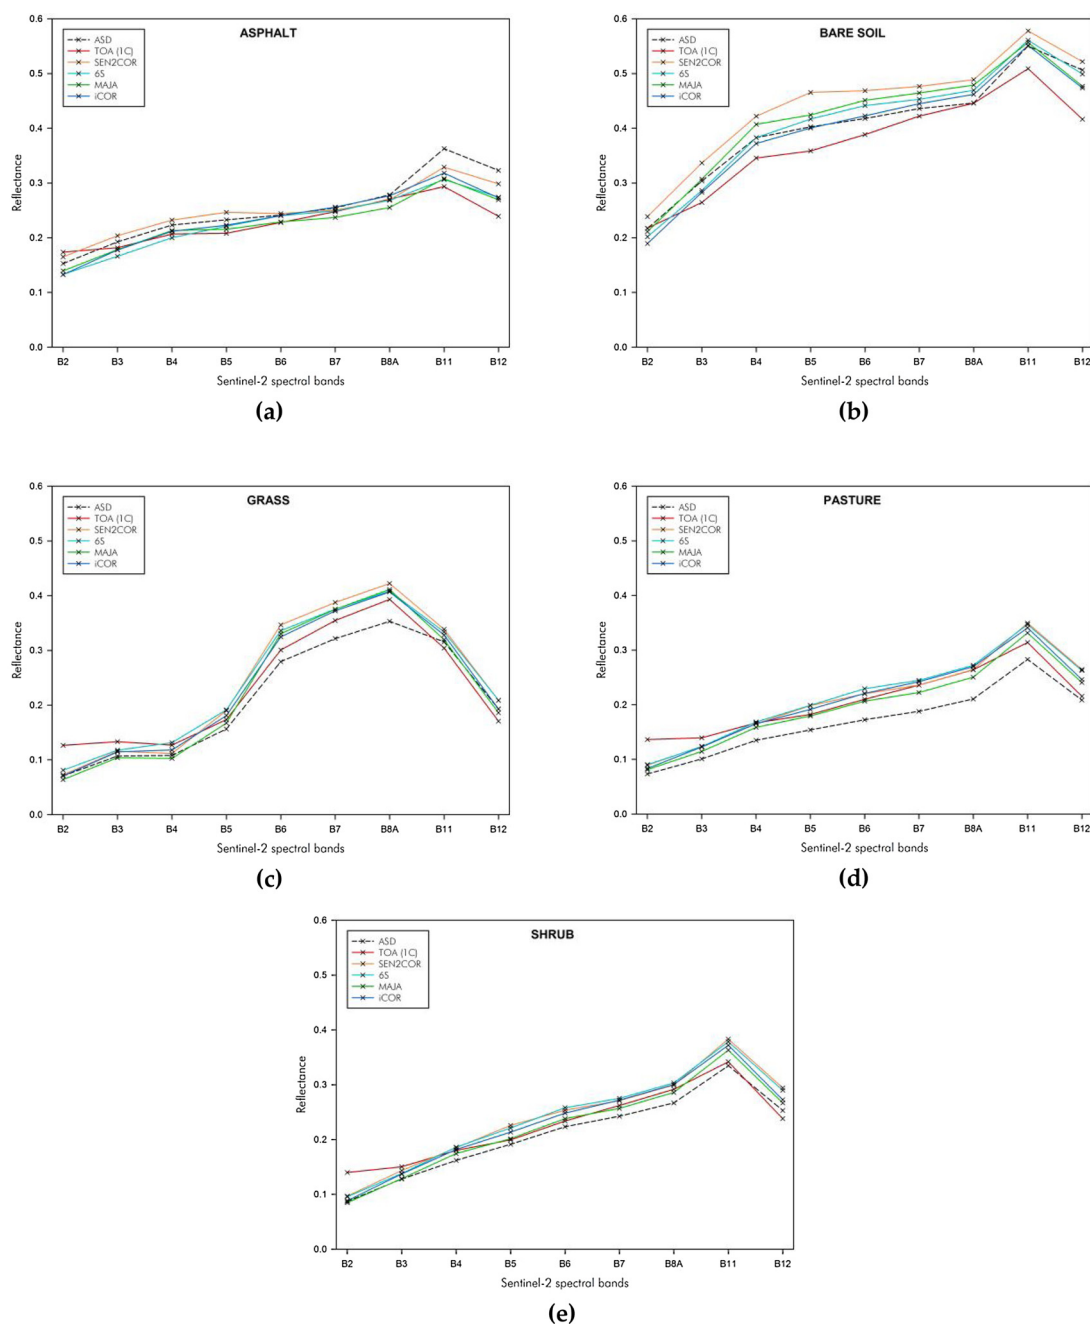 ASPHALT
ASD
TOA (1C)
SEN2COR
6S
MAJA
iCOR
0.6
0.5
0.4
0.3
0.2
0.1
0.0
Reflectance
B2 B3 B4 B5 B6 B7 B8A B11 B12
Sentinel-2 spectral bands
(a)
BARE SOIL
ASD
TOA (1C)
SEN2COR
6S
MAJA
iCOR
0.6
0.5
0.4
0.3
0.2
0.1
0.0
Reflectance
B2 B3 B4 B5 B6 B7 B8A B11 B12
Sentinel-2 spectral bands
(b)
GRASS
ASD
TOA (1C)
SEN2COR
6S
MAJA
iCOR
0.6
0.5
0.4
0.3
0.2
0.1
0.0
Reflectance
B2 B3 B4 B5 B6 B7 B8A B11 B12
Sentinel-2 spectral bands
(c)
PASTURE
ASD
TOA (1C)
SEN2COR
6S
MAJA
iCOR
0.6
0.5
0.4
0.3
0.2
0.1
0.0
Reflectance
B2 B3 B4 B5 B6 B7 B8A B11 B12
Sentinel-2 spectral bands
(d)
SHRUB
ASD
TOA (1C)
SEN2COR
6S
MAJA
iCOR
0.6
0.5
0.4
0.3
0.2
0.1
0.0
Reflectance
B2 B3 B4 B5 B6 B7 B8A B11 B12
Sentinel-2 spectral bands
(e)